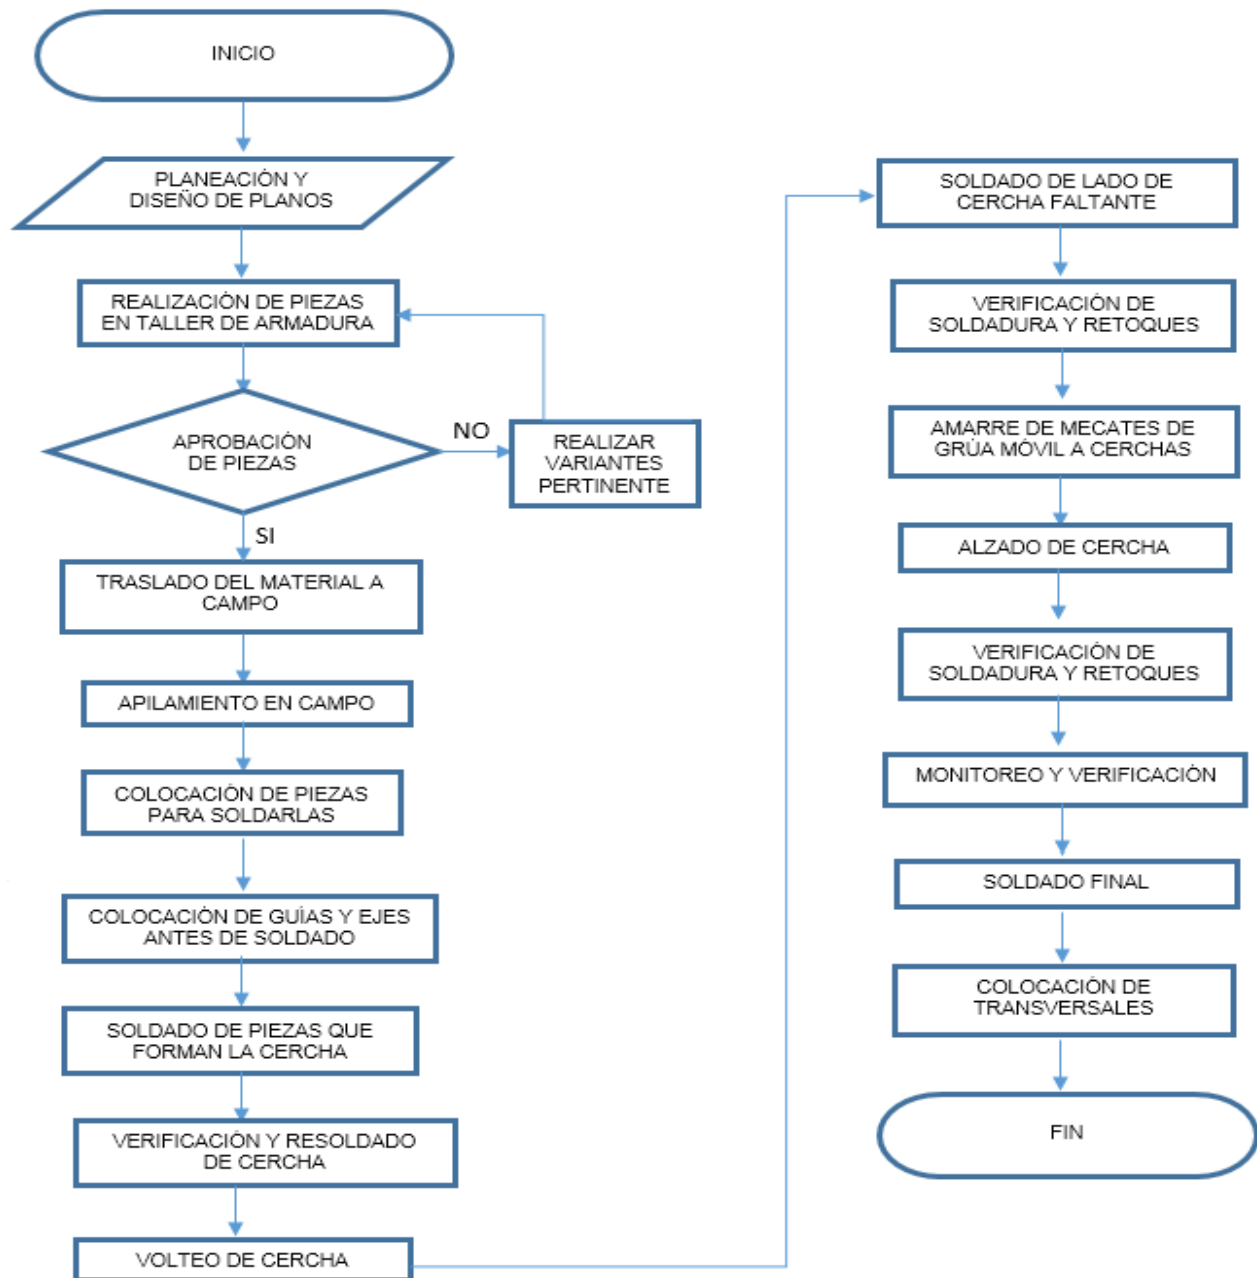 INICIO
PLANEACIÓN Y
DISEÑO DE PLANOS
REALIZACIÓN DE PIEZAS
EN TALLER DE ARMADURA
APROBACIÓN
DE PIEZAS
NO
REALIZAR
VARIANTES
PERTINENTE
SI
TRASLADO DEL MATERIAL A
CAMPO
APILAMIENTO EN CAMPO
COLOCACIÓN DE PIEZAS
PARA SOLDARLAS
COLOCACIÓN DE GUÍAS Y EJES
ANTES DE SOLDADO
SOLDADO DE PIEZAS QUE
FORMAN LA CERCHA
VERIFICACIÓN Y RESOLDADO
DE CERCHA
VOLTEO DE CERCHA
SOLDADO DE LADO DE
CERCHA FALTANTE
VERIFICACIÓN DE
SOLDADURA Y RETOQUES
AMARRE DE MECATES DE
GRÚA MÓVIL A CERCHAS
ALZADO DE CERCHA
VERIFICACIÓN DE
SOLDADURA Y RETOQUES
MONITOREO Y VERIFICACIÓN
SOLDADO FINAL
COLOCACIÓN DE
TRANSVERSALES
FIN